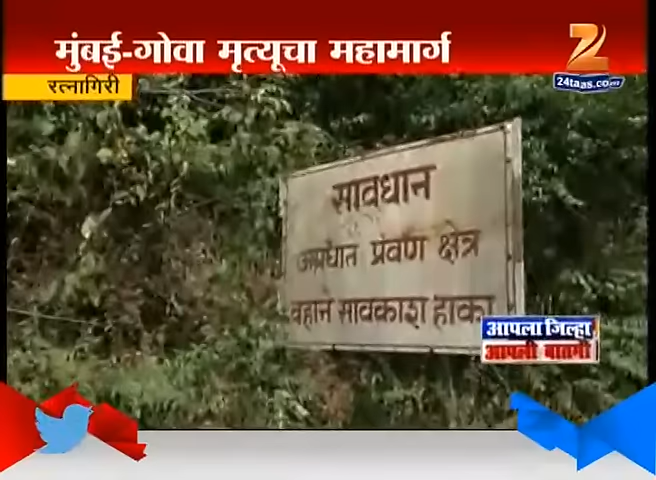 मुंबई-गोवा मृत्यूचा महामार्ग
रत्नागिरी
Z
24taas.com
सावधान
अपघात प्रवण क्षेत्र
वहान सावकाश हाका
आपला जिल्हा
आपली बातमी